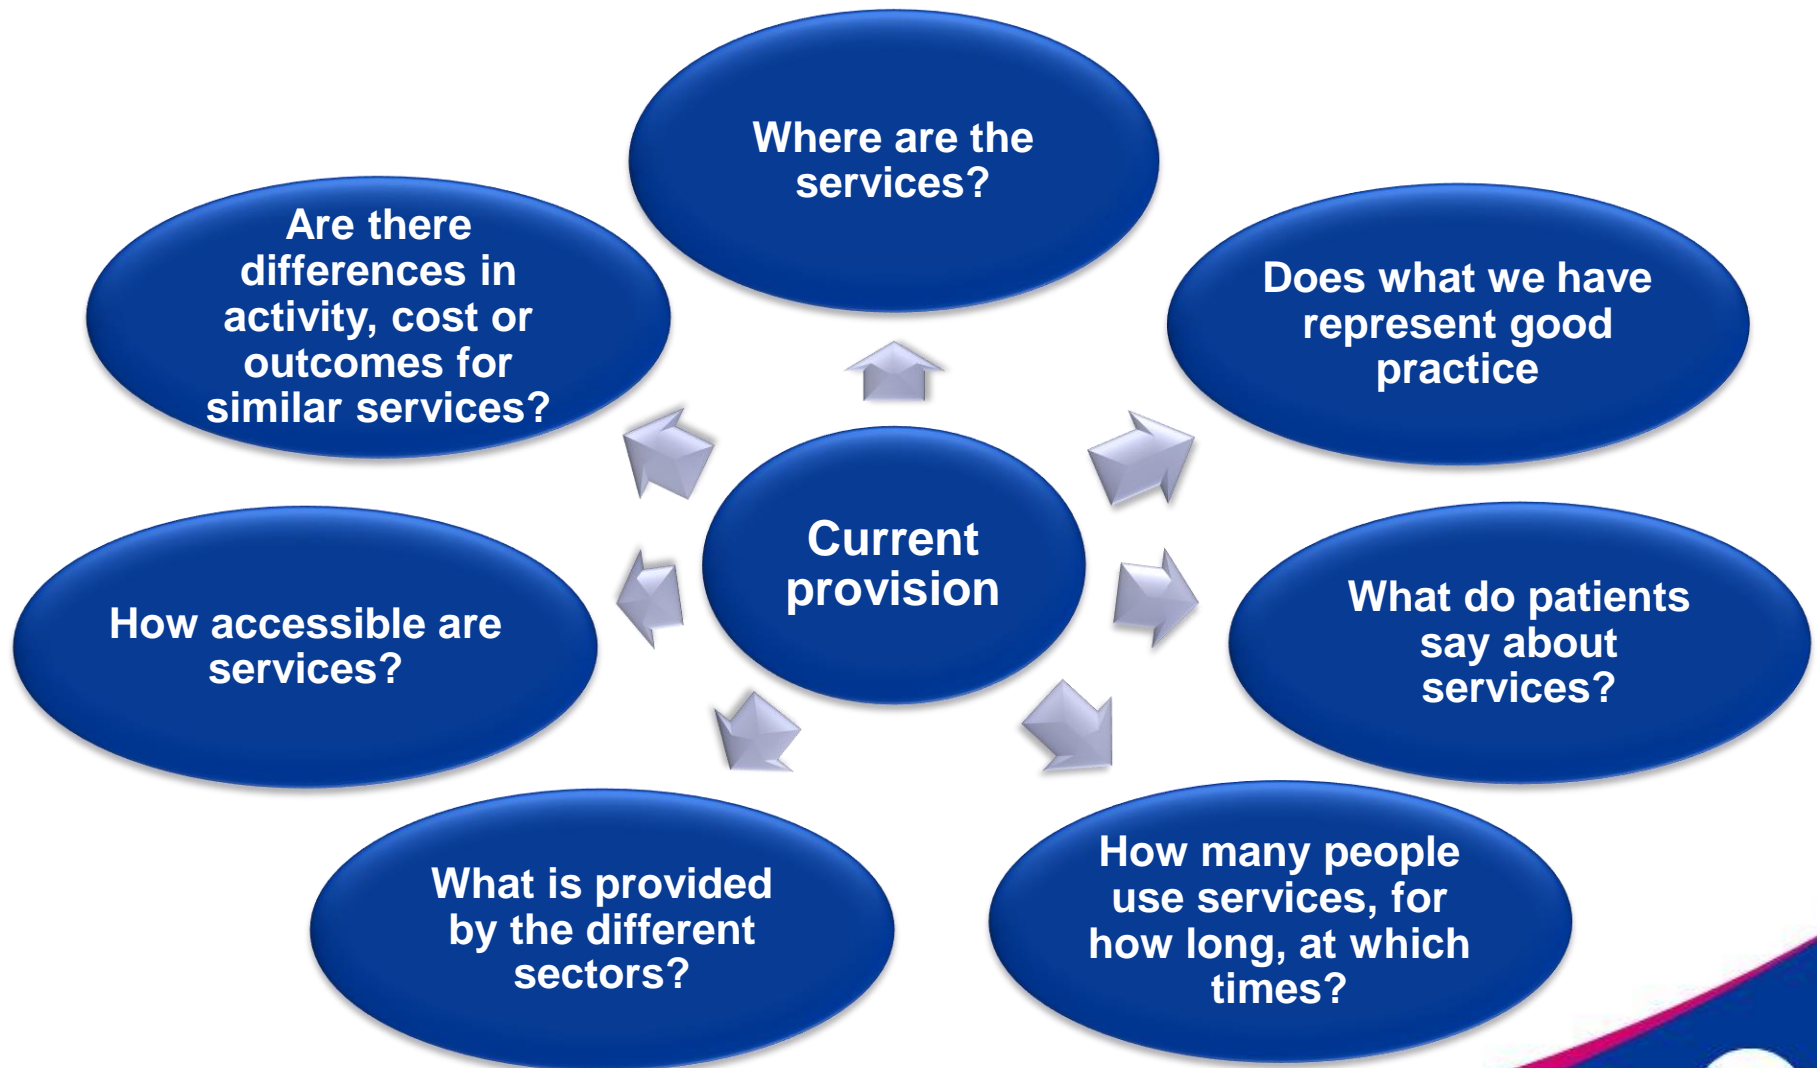 Where are the
services?
Are there
differences in
activity, cost or
outcomes for
similar services?
Does what we have
represent good
practice
Current
provision
How accessible are
services?
What do patients
say about
services?
What is provided
by the different
sectors?
How many people
use services, for
how long, at which
times?